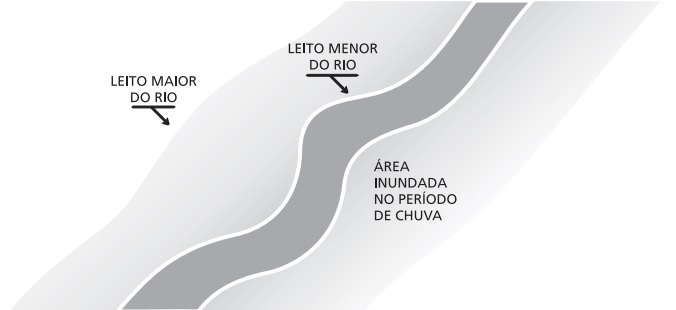 LEITO MENOR
DO RIO
LEITO MAIOR
DO RIO
ÁREA
INUNDADA
NO PERÍODO
DE CHUVA